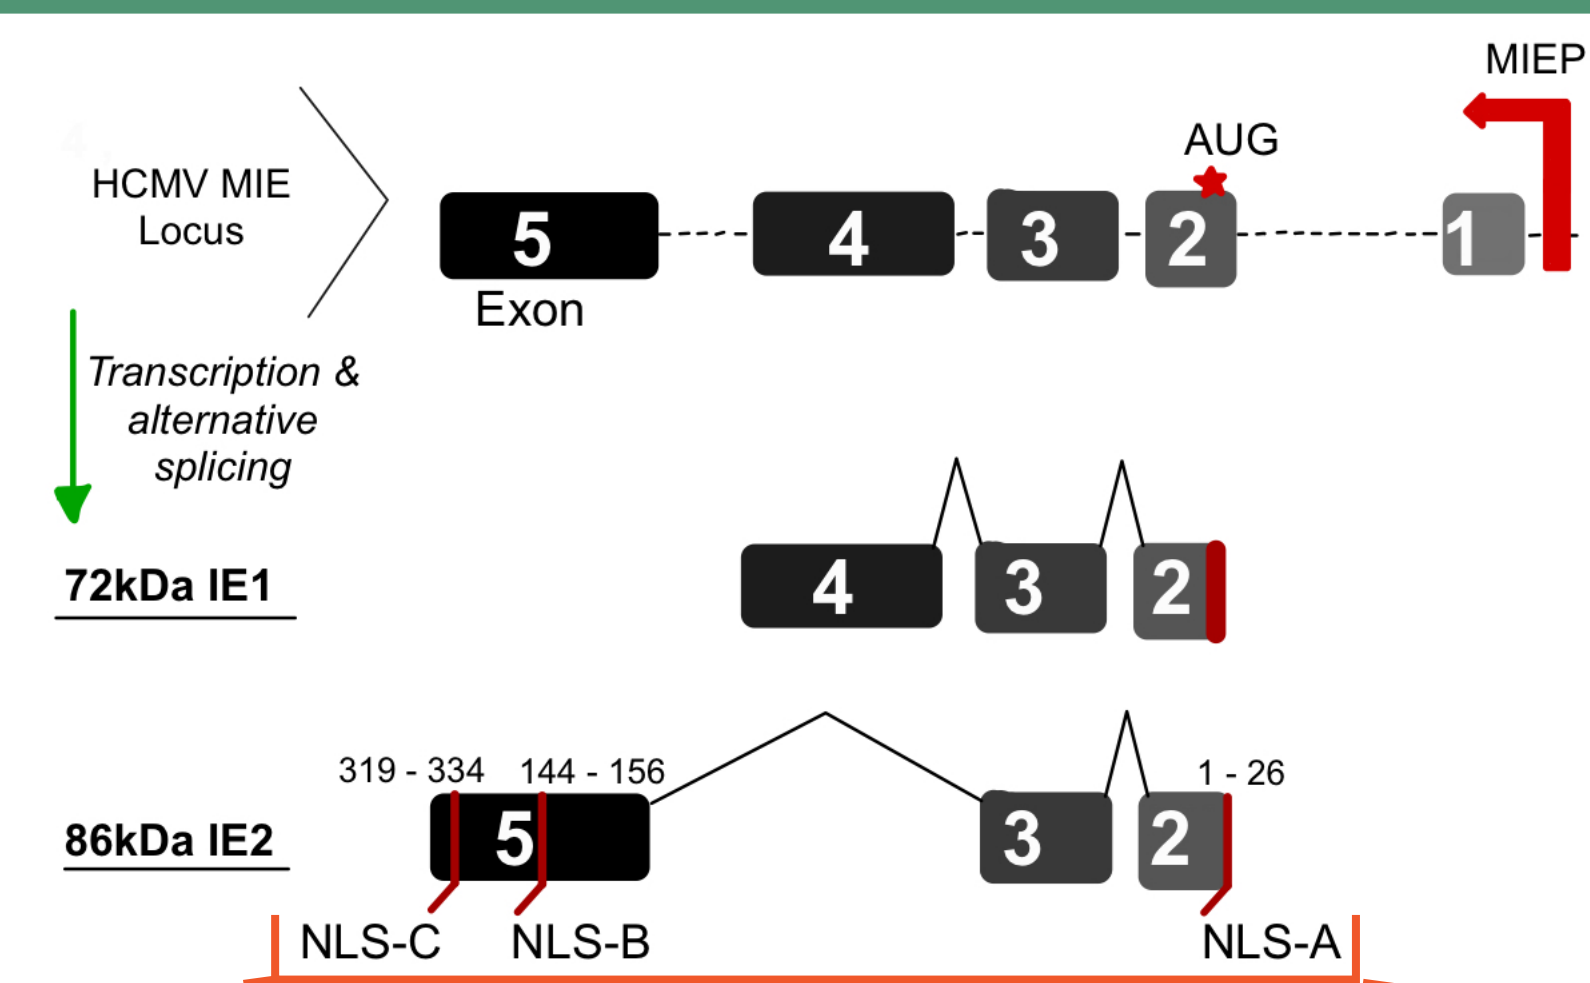 MIEP
AUG
HCMV MIE
Locus
5 4 3 2 1
Exon
Transcription &
alternative
splicing
72kDa IE1
4 3 2
319 - 334 144 - 156 1 - 26
86kDa IE2
5 3 2
NLS-C NLS-B NLS-A